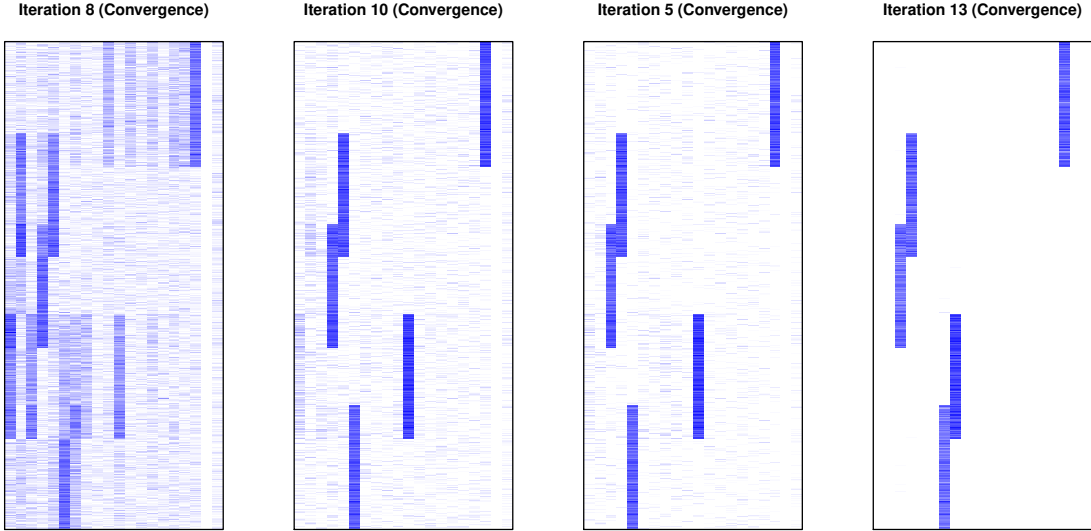 Iteration 8 (Convergence)
Iteration 10 (Convergence)
Iteration 5 (Convergence)
Iteration 13 (Convergence)